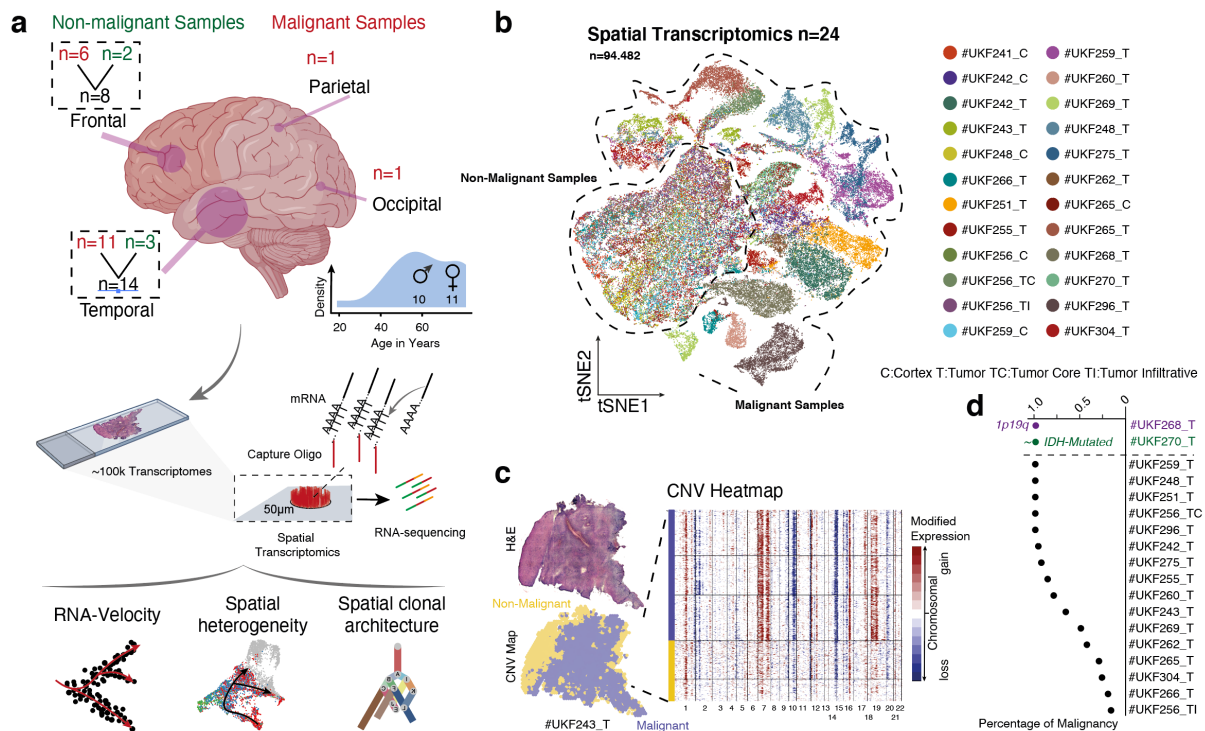 a
Non-malignant Samples
Malignant Samples
n=6 n=2
n=8
Frontal
n=1
Parietal
n=1
Occipital
n=11 n=3
n=14
Temporal
Density
10
11
20 40 60
Age in Years
mRNA
AAAA
TTTT
AAAA
TTTT
AAAA
TTTT
AAAA
Capture Oligo
~100k Transcriptomes
50µm
Spatial
Transcriptomics
RNA-sequencing
RNA-Velocity
Spatial
heterogeneity
Spatial clonal
architecture
b
Spatial Transcriptomics n=24
n=94.482
Non-Malignant Samples
Malignant Samples
tSNE2
tSNE1
#UKF241_C
#UKF242_C
#UKF242_T
#UKF243_T
#UKF248_C
#UKF266_T
#UKF251_T
#UKF255_T
#UKF256_C
#UKF256_TC
#UKF256_TI
#UKF259_C
#UKF259_T
#UKF260_T
#UKF269_T
#UKF248_T
#UKF275_T
#UKF262_T
#UKF265_C
#UKF265_T
#UKF268_T
#UKF270_T
#UKF296_T
#UKF304_T
C:Cortex T:Tumor TC:Tumor Core TI:Tumor Infiltrative
c
H&E
Non-Malignant
CNV Map
#UKF243_T
Malignant
CNV Heatmap
1 2 3 4 5 6 7 8 9 10 11 12 13 14 15 16 17 18 19 20 21 22
Modified
Expression
gain
Chromosomal
loss
d
1.0 0.5 0
1p19q #UKF268_T
~ IDH-Mutated #UKF270_T
#UKF259_T
#UKF248_T
#UKF251_T
#UKF256_TC
#UKF296_T
#UKF242_T
#UKF275_T
#UKF255_T
#UKF260_T
#UKF243_T
#UKF269_T
#UKF262_T
#UKF265_T
#UKF304_T
#UKF266_T
#UKF256_TI
Percentage of Malignancy